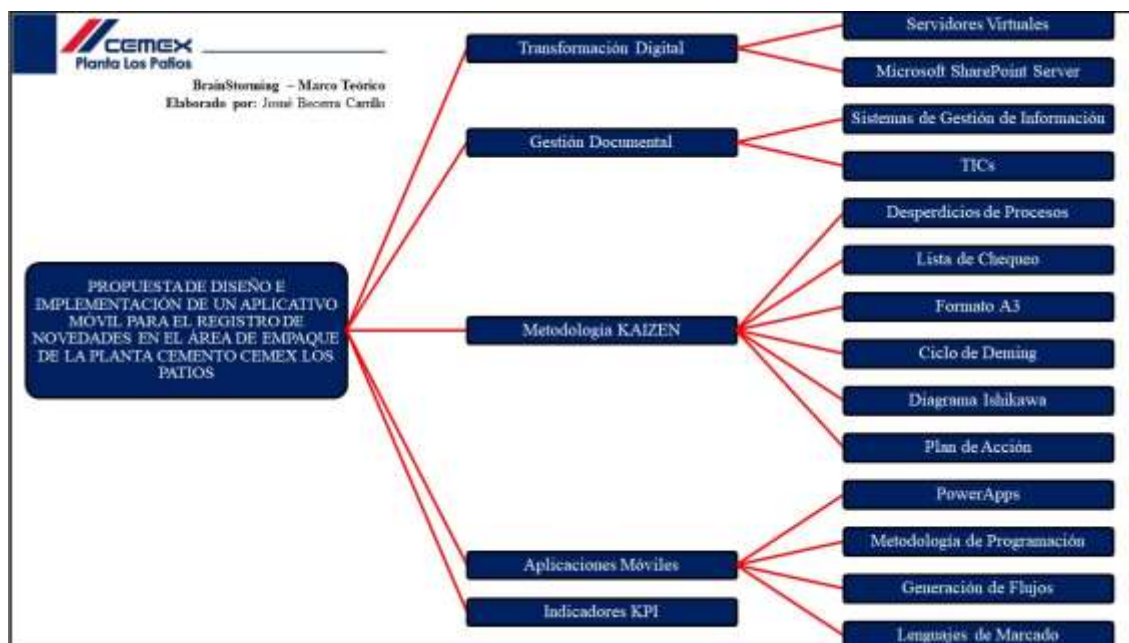 CEMEX
Planta Los Patios
BrainStorming – Marco Teórico
Elaborado por: Josué Becerra Carrillo
PROPUESTA DE DISEÑO E
IMPLEMENTACIÓN DE UN APLICATIVO
MÓVIL PARA EL REGISTRO DE
NOVEDADES EN EL ÁREA DE EMPAQUE
DE LA PLANTA CEMENTO CEMEX LOS
PATIOS
Transformación Digital
Servidores Virtuales
Microsoft SharePoint Server
Gestión Documental
Sistemas de Gestión de Información
TICs
Metodología KAIZEN
Desperdicios de Procesos
Lista de Chequeo
Formato A3
Ciclo de Deming
Diagrama Ishikawa
Plan de Acción
Aplicaciones Móviles
PowerApps
Metodología de Programación
Generación de Flujos
Lenguajes de Marcado
Indicadores KPI